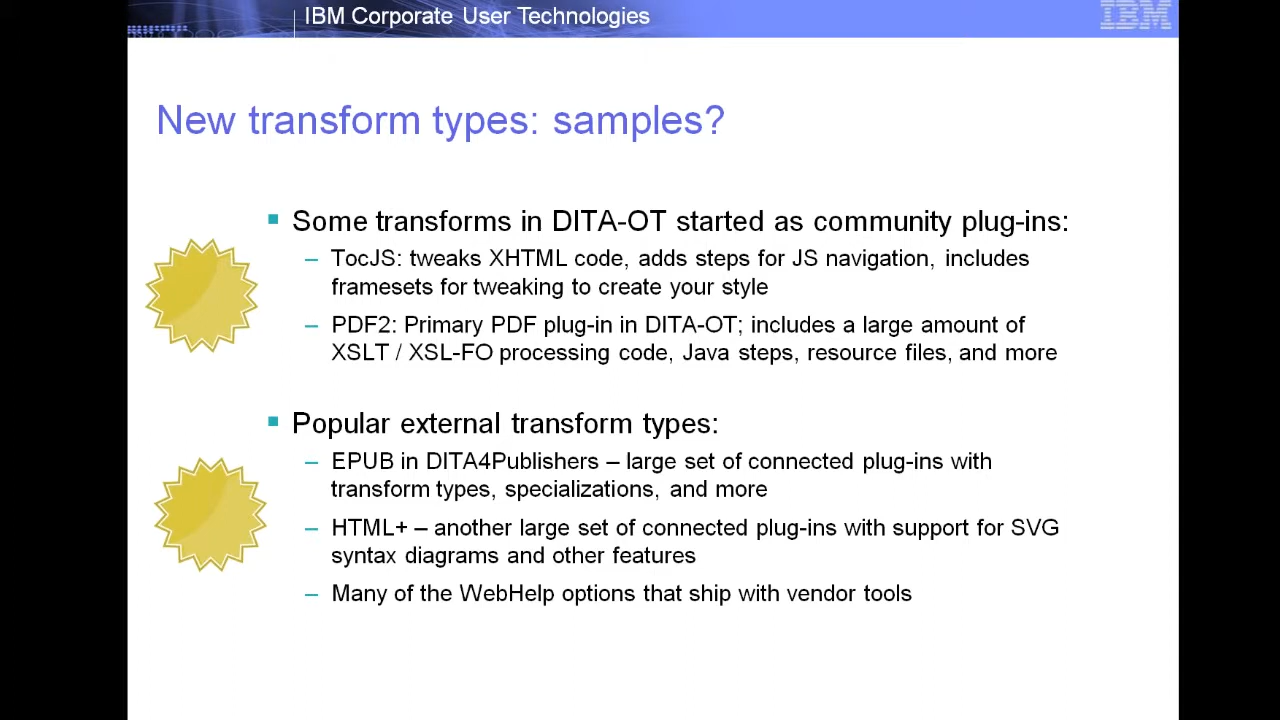 IBM Corporate User Technologies
IBM
New transform types: samples?
▪ Some transforms in DITA-OT started as community plug-ins:
– TocJS: tweaks XHTML code, adds steps for JS navigation, includes
framesets for tweaking to create your style
– PDF2: Primary PDF plug-in in DITA-OT; includes a large amount of
XSLT / XSL-FO processing code, Java steps, resource files, and more
▪ Popular external transform types:
– EPUB in DITA4Publishers – large set of connected plug-ins with
transform types, specializations, and more
– HTML+ – another large set of connected plug-ins with support for SVG
syntax diagrams and other features
– Many of the WebHelp options that ship with vendor tools